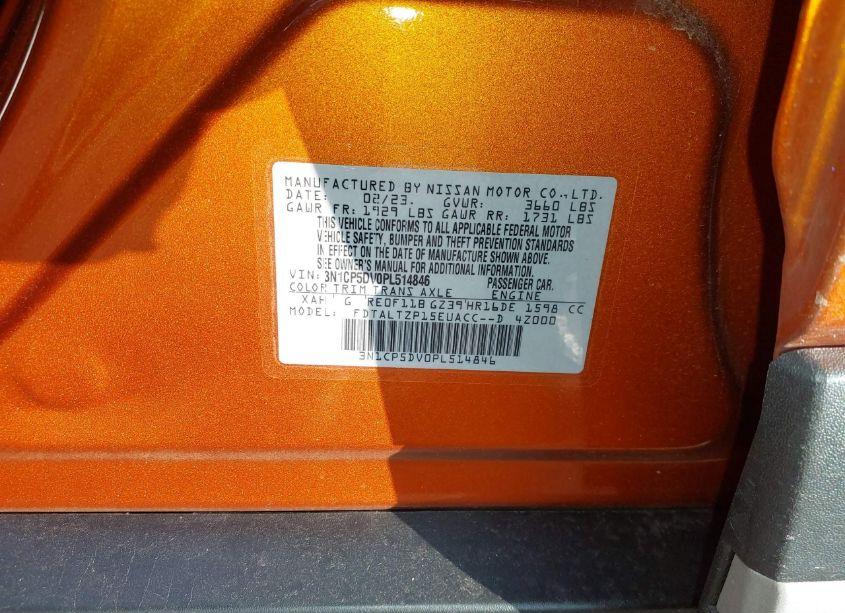 MANUFACTURED BY NISSAN MOTOR CO.,LTD.
DATE: 02/23. GVWR: 3660 LBS
GAWR FR: 1929 LBS GAWR RR: 1731 LBS
THIS VEHICLE CONFORMS TO ALL APPLICABLE FEDERAL MOTOR
VEHICLE SAFETY, BUMPER AND THEFT PREVENTION STANDARDS
IN EFFECT ON THE DATE OF MANUFACTURE SHOWN ABOVE.
SEE OWNER'S MANUAL FOR ADDITIONAL INFORMATION
VIN: 3N1CP5DV0PL514846 PASSENGER CAR.
COLOR TRIM TRANS AXLE ENGINE
XAH G RE0F11B GZ39 HR16DE 1598 CC
MODEL: FDTALTZP15EUACC--D 4Z000
3N1CP5DV0PL514846